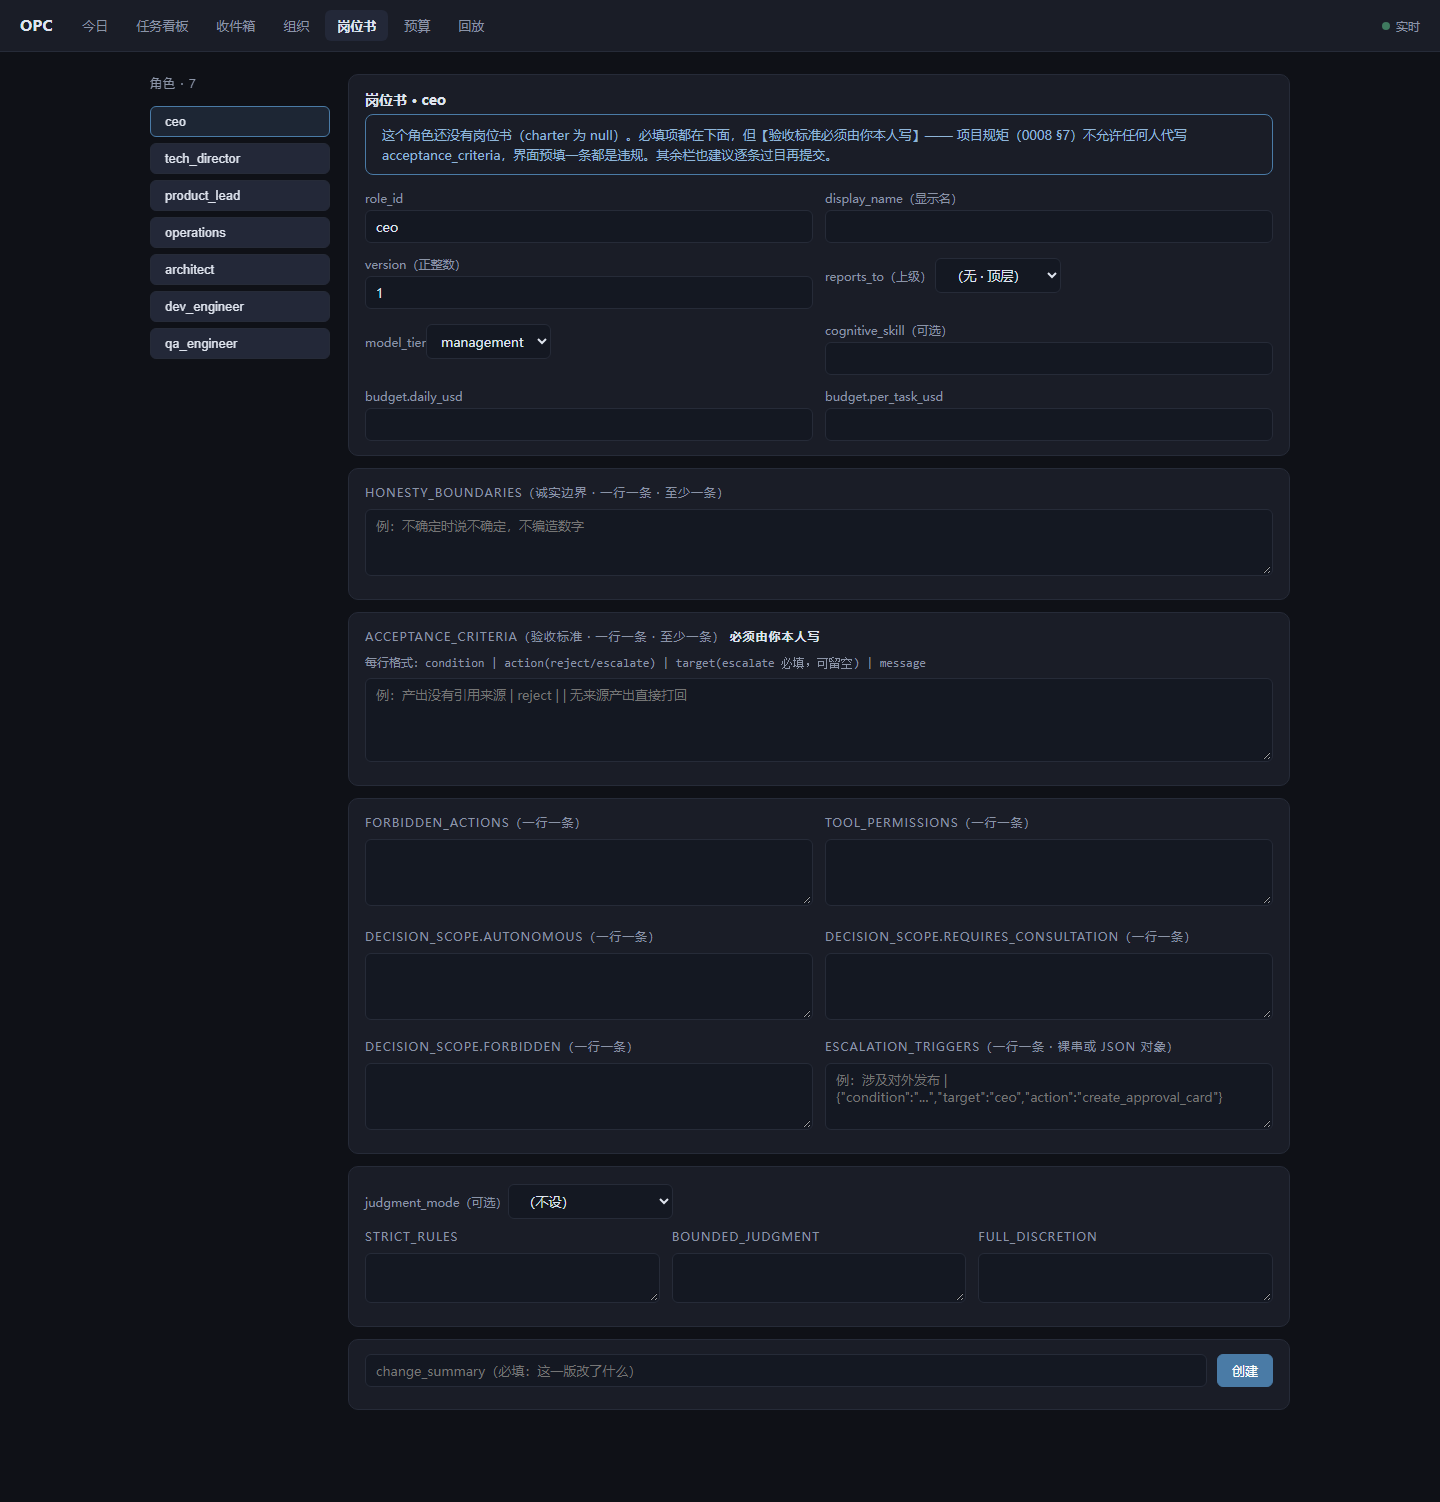 OPC
今日
任务看板
收件箱
组织
岗位书
预算
回放
实时
角色 · 7
ceo
tech_director
product_lead
operations
architect
dev_engineer
qa_engineer
岗位书 • ceo
这个角色还没有岗位书（charter 为 null）。必填项都在下面，但【验收标准必须由你本人写】—— 项目规矩（0008 §7）不允许任何人代写
acceptance_criteria，界面预填一条都是违规。其余栏也建议逐条过目再提交。
role_id
ceo
display_name（显示名）
version（正整数）
1
reports_to（上级）
（无 · 顶层）
model_tier
management
cognitive_skill（可选）
budget.daily_usd
budget.per_task_usd
HONESTY_BOUNDARIES（诚实边界 · 一行一条 · 至少一条）
例：不确定时说不确定，不编造数字
ACCEPTANCE_CRITERIA（验收标准 · 一行一条 · 至少一条） 必须由你本人写
每行格式: condition | action(reject/escalate) | target(escalate 必填，可留空) | message
例：产出没有引用来源 | reject | | 无来源产出直接打回
FORBIDDEN_ACTIONS（一行一条）
TOOL_PERMISSIONS（一行一条）
DECISION_SCOPE.AUTONOMOUS（一行一条）
DECISION_SCOPE.REQUIRES_CONSULTATION（一行一条）
DECISION_SCOPE.FORBIDDEN（一行一条）
ESCALATION_TRIGGERS（一行一条 · 裸串或 JSON 对象）
例：涉及对外发布 |
{"condition":"...","target":"ceo","action":"create_approval_card"}
judgment_mode（可选）
（不设）
STRICT_RULES
BOUNDED_JUDGMENT
FULL_DISCRETION
change_summary（必填：这一版改了什么）
创建